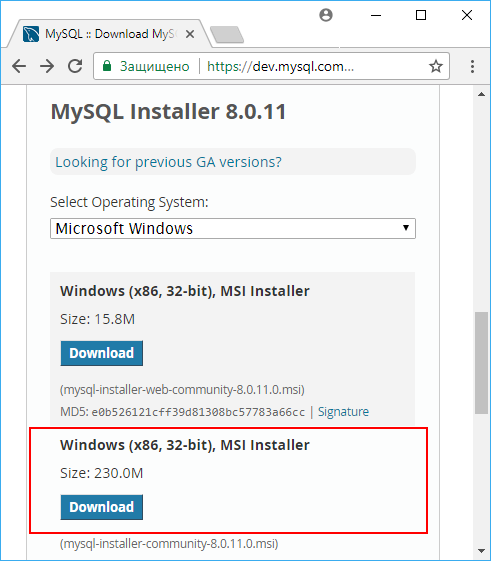 MySQL :: Download MyS
Защищено | https://dev.mysql.com...
MySQL Installer 8.0.11
Looking for previous GA versions?
Select Operating System:
Microsoft Windows
Windows (x86, 32-bit), MSI Installer
Size: 15.8M
Download
(mysql-installer-web-community-8.0.11.0.msi)
MD5: e0b526121cff39d81308bc57783a66cc | Signature
Windows (x86, 32-bit), MSI Installer
Size: 230.0M
Download
(mysql-installer-community-8.0.11.0.msi)